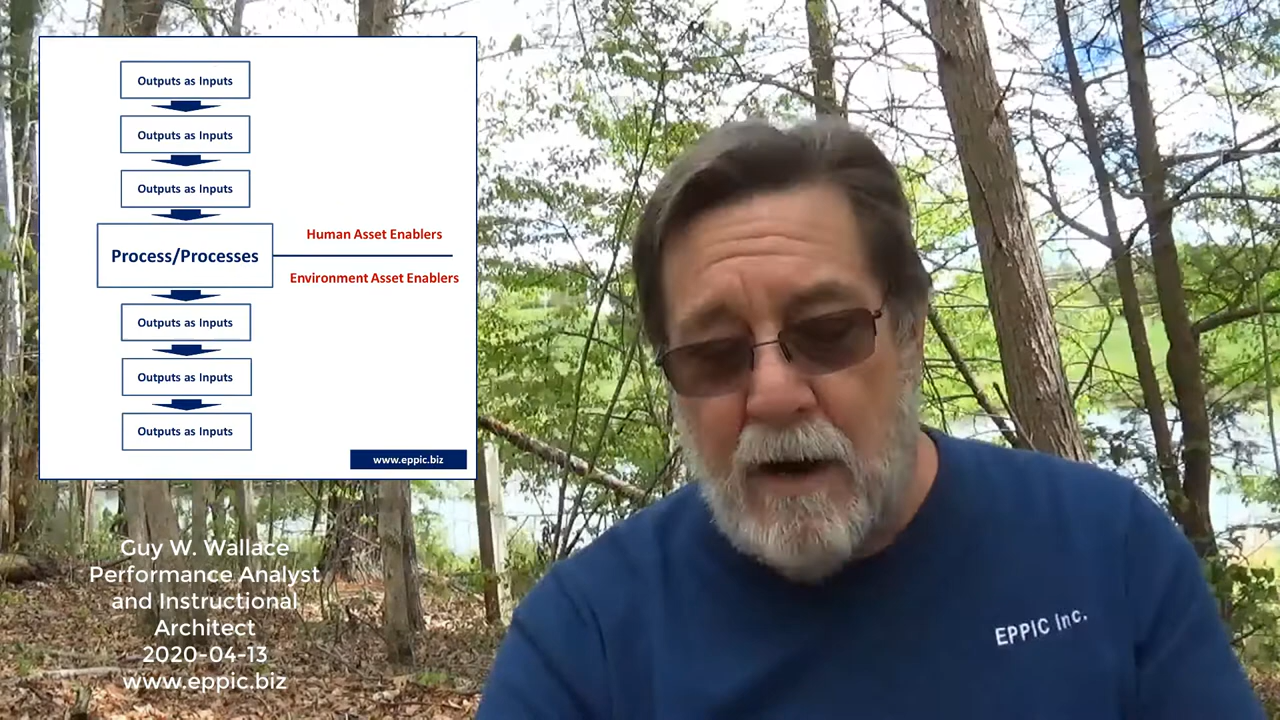 Outputs as Inputs
Outputs as Inputs
Outputs as Inputs
Process/Processes
Human Asset Enablers
Environment Asset Enablers
Outputs as Inputs
Outputs as Inputs
Outputs as Inputs
www.eppic.biz
Guy W. Wallace
Performance Analyst
and Instructional
Architect
2020-04-13
www.eppic.biz
EPPIC Inc.